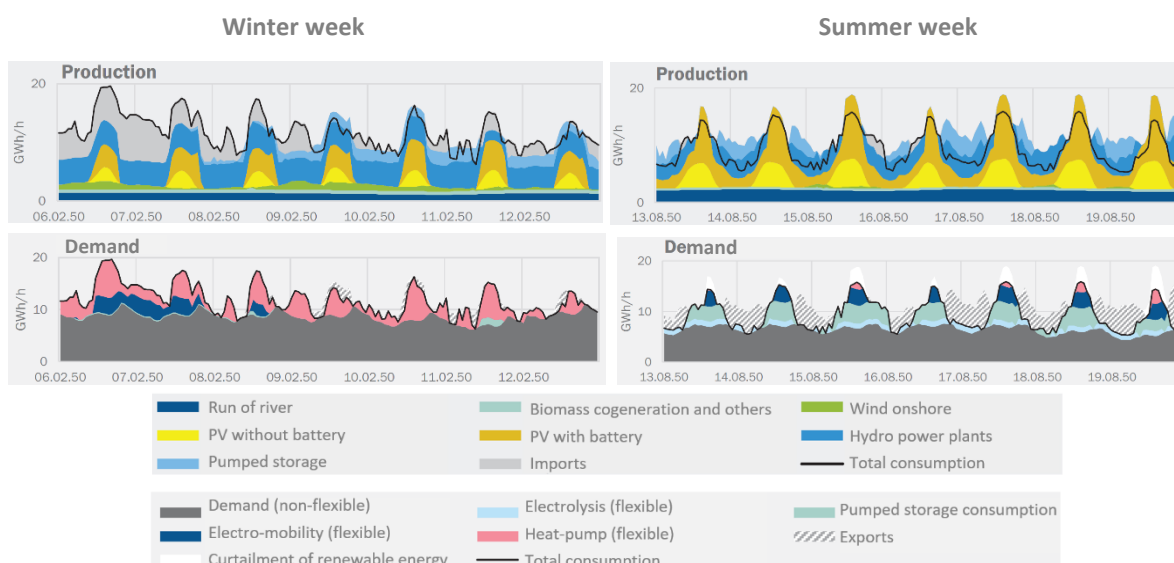 Winter week
Summer week
Production
20
GWh/h
0
06.02.50 07.02.50 08.02.50 09.02.50 10.02.50 11.02.50 12.02.50
Production
20
GWh/h
0
13.08.50 14.08.50 15.08.50 16.08.50 17.08.50 18.08.50 19.08.50
Demand
20
GWh/h
10
0
06.02.50 07.02.50 08.02.50 09.02.50 10.02.50 11.02.50 12.02.50
Demand
20
GWh/h
10
0
13.08.50 14.08.50 15.08.50 16.08.50 17.08.50 18.08.50 19.08.50
Run of river Biomass cogeneration and others Wind onshore
PV without battery PV with battery Hydro power plants
Pumped storage Imports Total consumption
Demand (non-flexible) Electrolysis (flexible) Pumped storage consumption
Electro-mobility (flexible) Heat-pump (flexible) Exports
Curtailment of renewable energy Total consumption